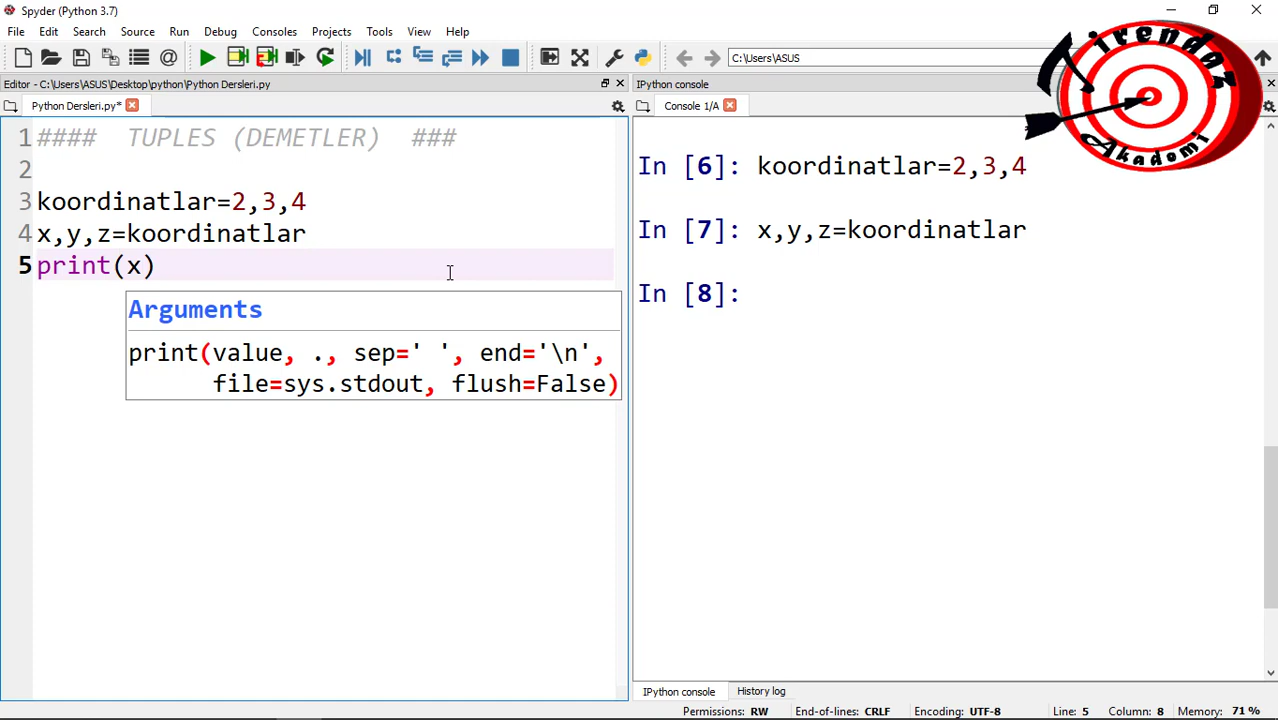 Spyder (Python 3.7)
File Edit Search Source Run Debug Consoles Projects Tools View Help
C:\Users\ASUS
Editor - C:\Users\ASUS\Desktop\python\Python Dersleri.py
IPython console
Python Dersleri.py*
Console 1/A
Tirendaz
Akademi
1 #### TUPLES (DEMETLER) ###
2
3 koordinatlar=2,3,4
4 x,y,z=koordinatlar
5 print(x)
Arguments
print(value, ., sep=' ', end='\n',
file=sys.stdout, flush=False)
In [6]: koordinatlar=2,3,4
In [7]: x,y,z=koordinatlar
In [8]:
IPython console History log
Permissions: RW End-of-lines: CRLF Encoding: UTF-8 Line: 5 Column: 8 Memory: 71 %